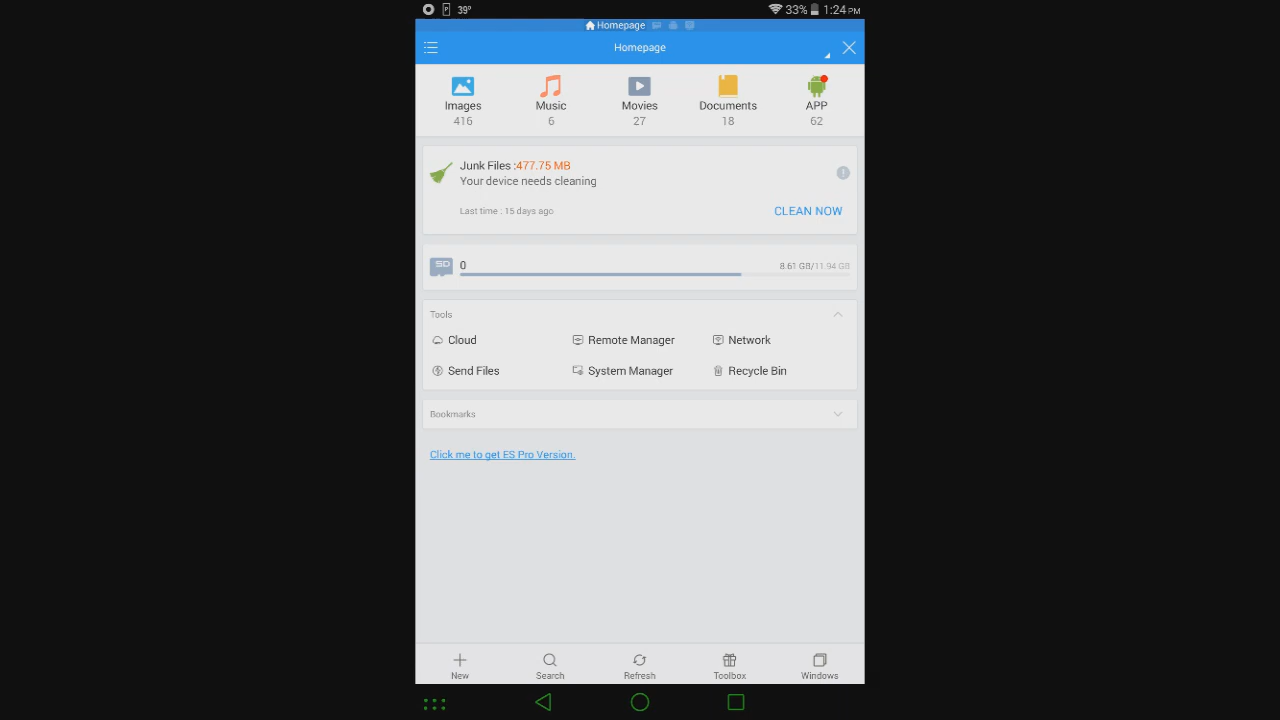 39° 33% 1:24 PM
Homepage
Homepage
Images Music Movies Documents APP
416 6 27 18 62
Junk Files :477.75 MB
Your device needs cleaning
Last time : 15 days ago CLEAN NOW
SD 0 8.61 GB/11.94 GB
Tools
Cloud Remote Manager Network
Send Files System Manager Recycle Bin
Bookmarks
Click me to get ES Pro Version.
New Search Refresh Toolbox Windows